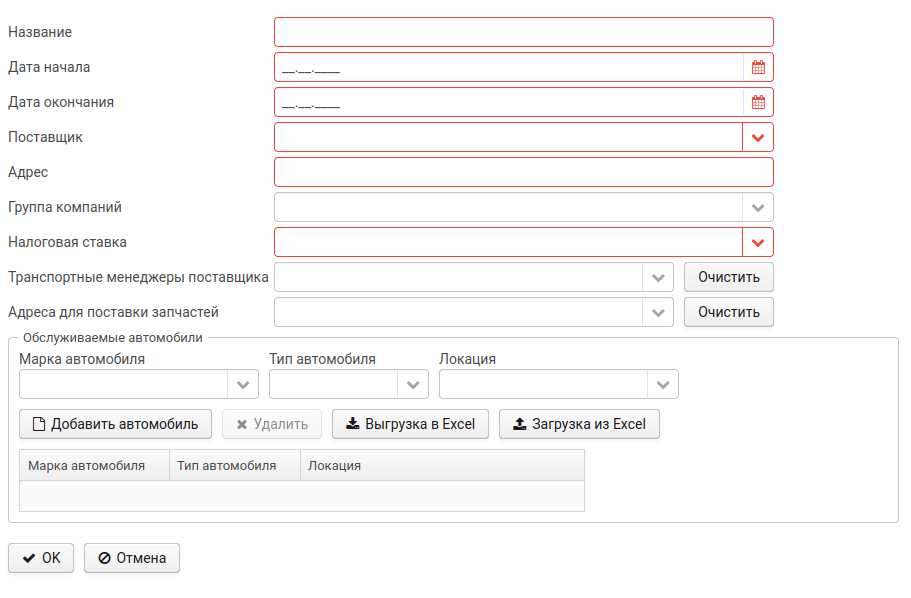 Название
Дата начала
__.__.____
Дата окончания
__.__.____
Поставщик
Адрес
Группа компаний
Налоговая ставка
Транспортные менеджеры поставщика Очистить
Адреса для поставки запчастей Очистить
Обслуживаемые автомобили
Марка автомобиля Тип автомобиля Локация
Добавить автомобиль Удалить Выгрузка в Excel Загрузка из Excel
Марка автомобиля Тип автомобиля Локация
OK Отмена